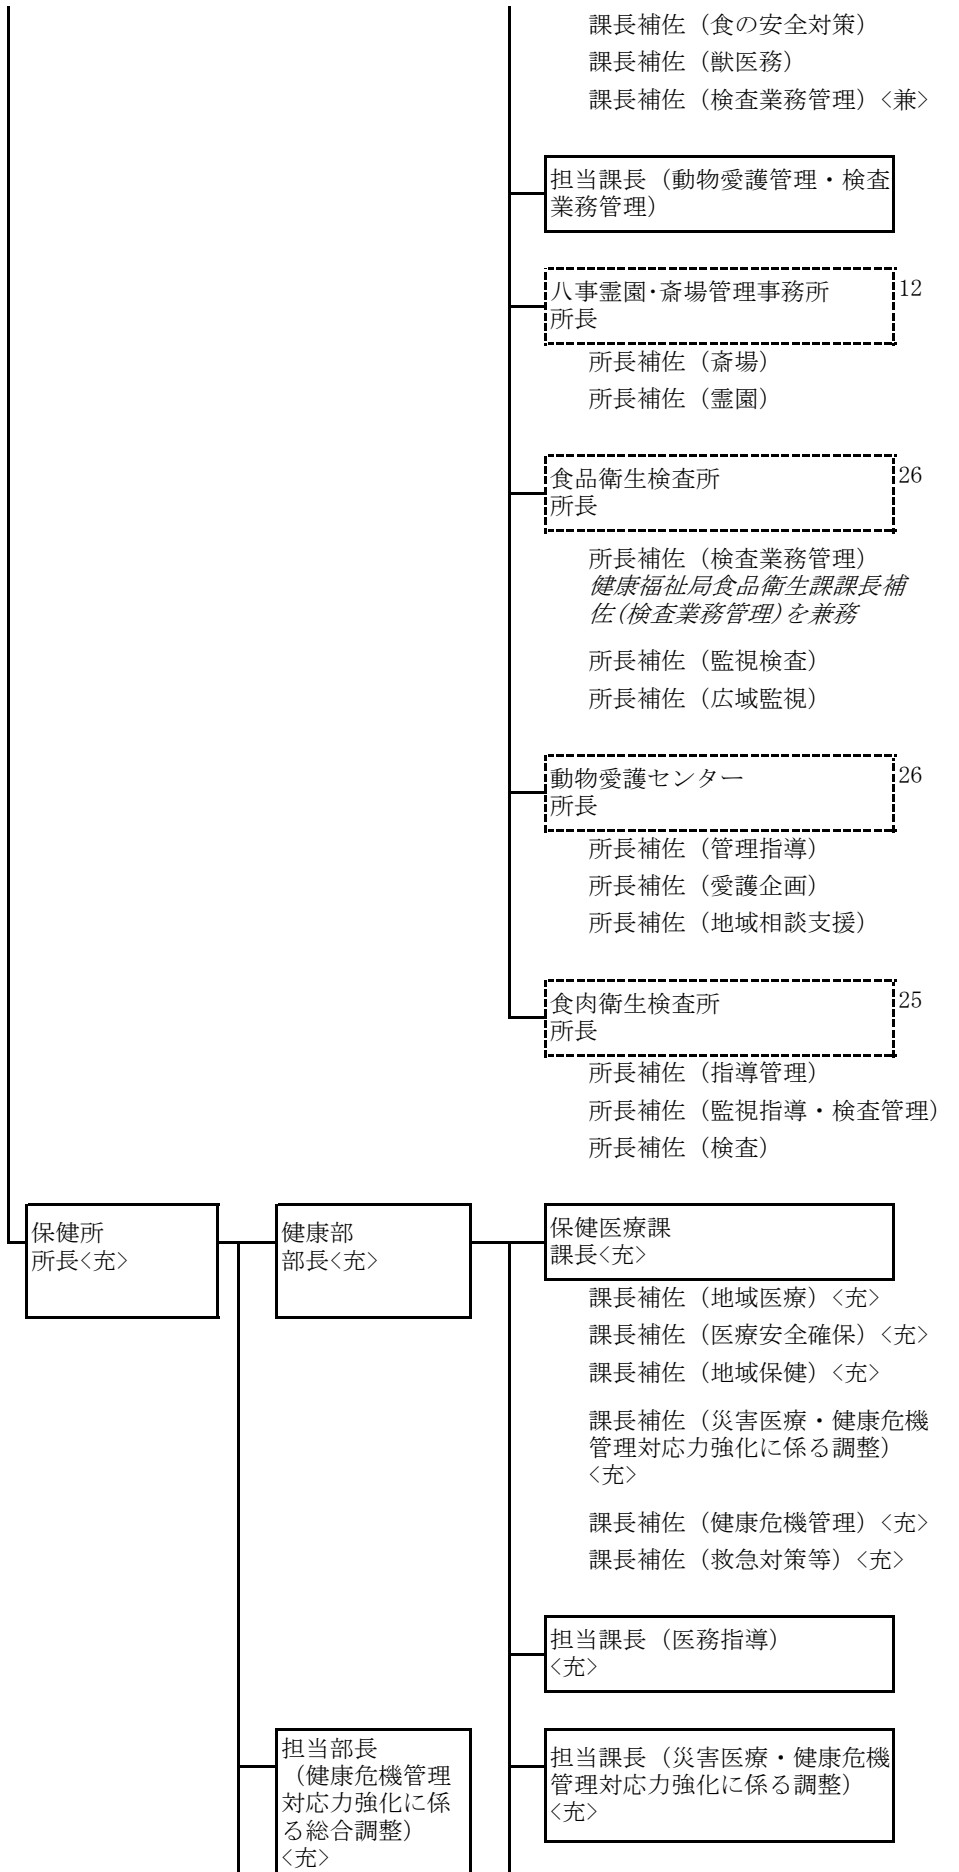 課長補佐（食の安全対策）
課長補佐（獣医務）
課長補佐（検査業務管理）<兼>
担当課長（動物愛護管理・検査
業務管理）
八事霊園・斎場管理事務所
所長
12
所長補佐（斎場）
所長補佐（霊園）
食品衛生検査所
所長
26
所長補佐（検査業務管理）
健康福祉局食品衛生課課長補
佐(検査業務管理)を兼務
所長補佐（監視検査）
所長補佐（広域監視）
動物愛護センター
所長
26
所長補佐（管理指導）
所長補佐（愛護企画）
所長補佐（地域相談支援）
食肉衛生検査所
所長
25
所長補佐（指導管理）
所長補佐（監視指導・検査管理）
所長補佐（検査）
保健所
所長<充>
健康部
部長<充>
保健医療課
課長<充>
課長補佐（地域医療）<充>
課長補佐（医療安全確保）<充>
課長補佐（地域保健）<充>
課長補佐（災害医療・健康危機
管理対応力強化に係る調整）
<充>
課長補佐（健康危機管理）<充>
課長補佐（救急対策等）<充>
担当課長（医務指導）
<充>
担当部長
（健康危機管理
対応力強化に係
る総合調整）
<充>
担当課長（災害医療・健康危機
管理対応力強化に係る調整）
<充>